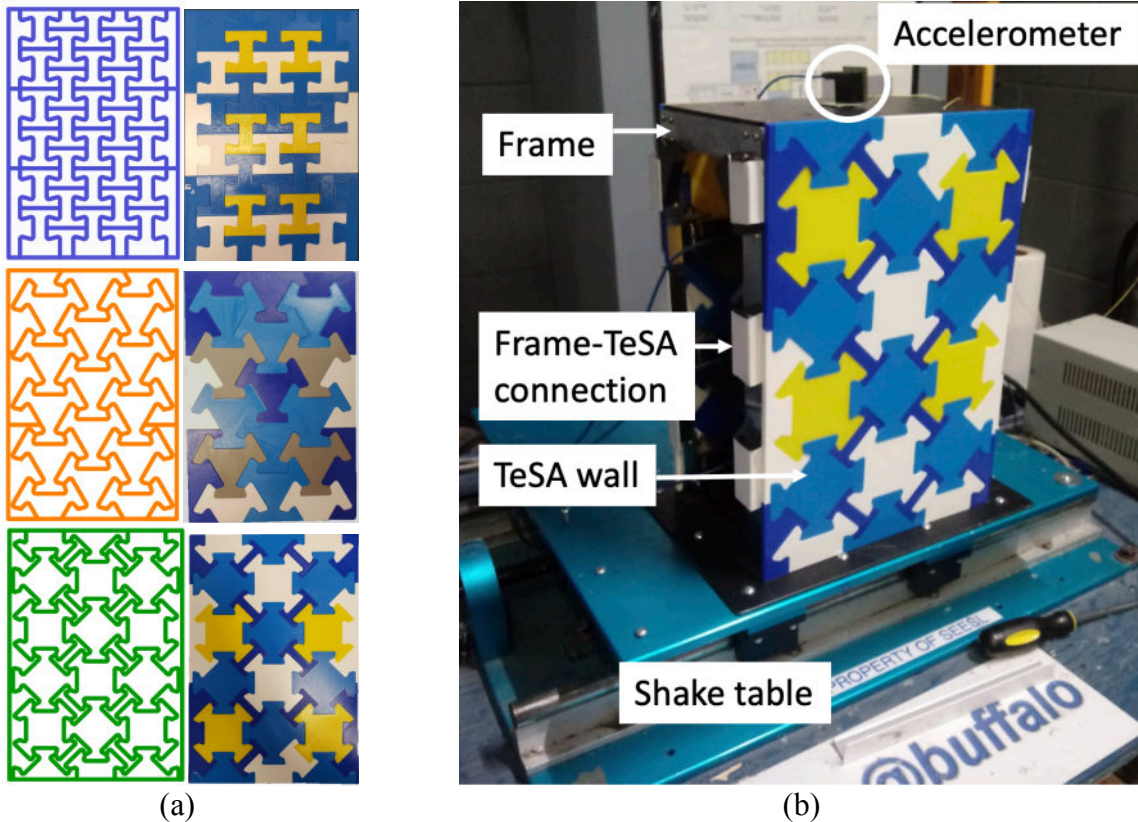 Accelerometer
Frame
Frame-TeSA
connection
TeSA wall
PROPERTY OF SEESL
Shake table
@buffalo
(a)
(b)